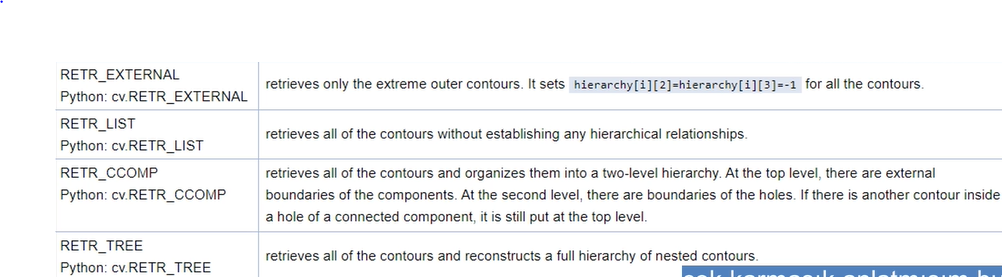 RETR_EXTERNAL
Python: cv.RETR_EXTERNAL
retrieves only the extreme outer contours. It sets hierarchy[i][2]=hierarchy[i][3]=-1 for all the contours.
RETR_LIST
Python: cv.RETR_LIST
retrieves all of the contours without establishing any hierarchical relationships.
RETR_CCOMP
Python: cv.RETR_CCOMP
retrieves all of the contours and organizes them into a two-level hierarchy. At the top level, there are external
boundaries of the components. At the second level, there are boundaries of the holes. If there is another contour inside
a hole of a connected component, it is still put at the top level.
RETR_TREE
Python: cv.RETR_TREE
retrieves all of the contours and reconstructs a full hierarchy of nested contours.